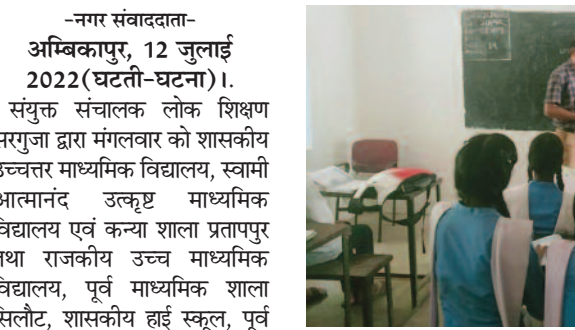 -नगर संवाददाता-
अम्बिकापुर, 12 जुलाई
2022(घटती-घटना)।.
संयुक्त संचालक लोक शिक्षण
सरगुजा द्वारा मंगलवार को शासकीय
उच्चत्तर माध्यमिक विद्यालय, स्वामी
आत्मानंद उत्कृष्ट माध्यमिक
विद्यालय एवं कन्या शाला प्रतापपुर
तथा राजकीय उच्च माध्यमिक
विद्यालय, पूर्व माध्यमिक शाला
सिलौट, शासकीय हाई स्कूल, पूर्व